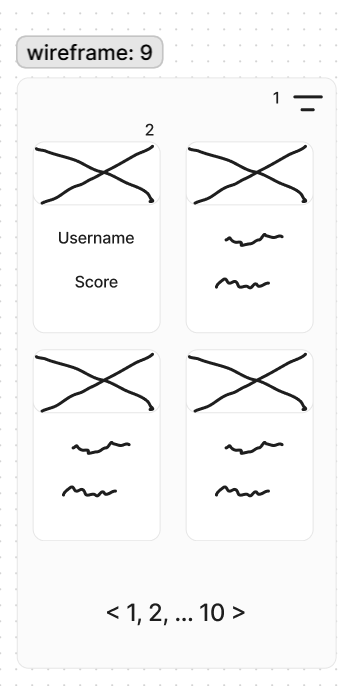 wireframe: 9
1
2
Username
Score
< 1, 2, ... 10 >